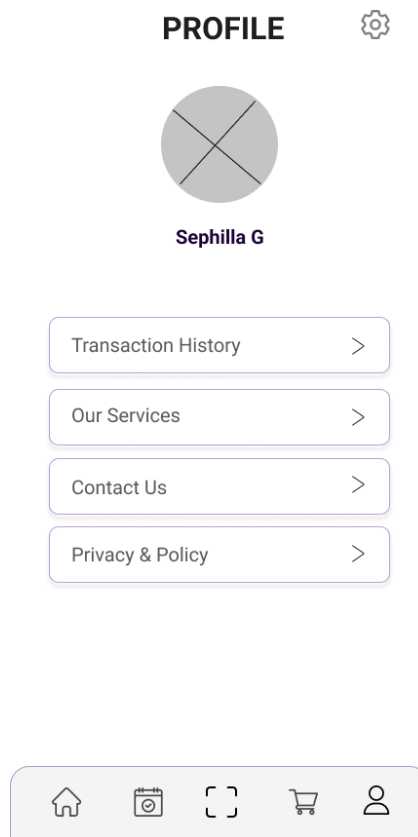 PROFILE
Sephilla G
Transaction History
Our Services
Contact Us
Privacy & Policy